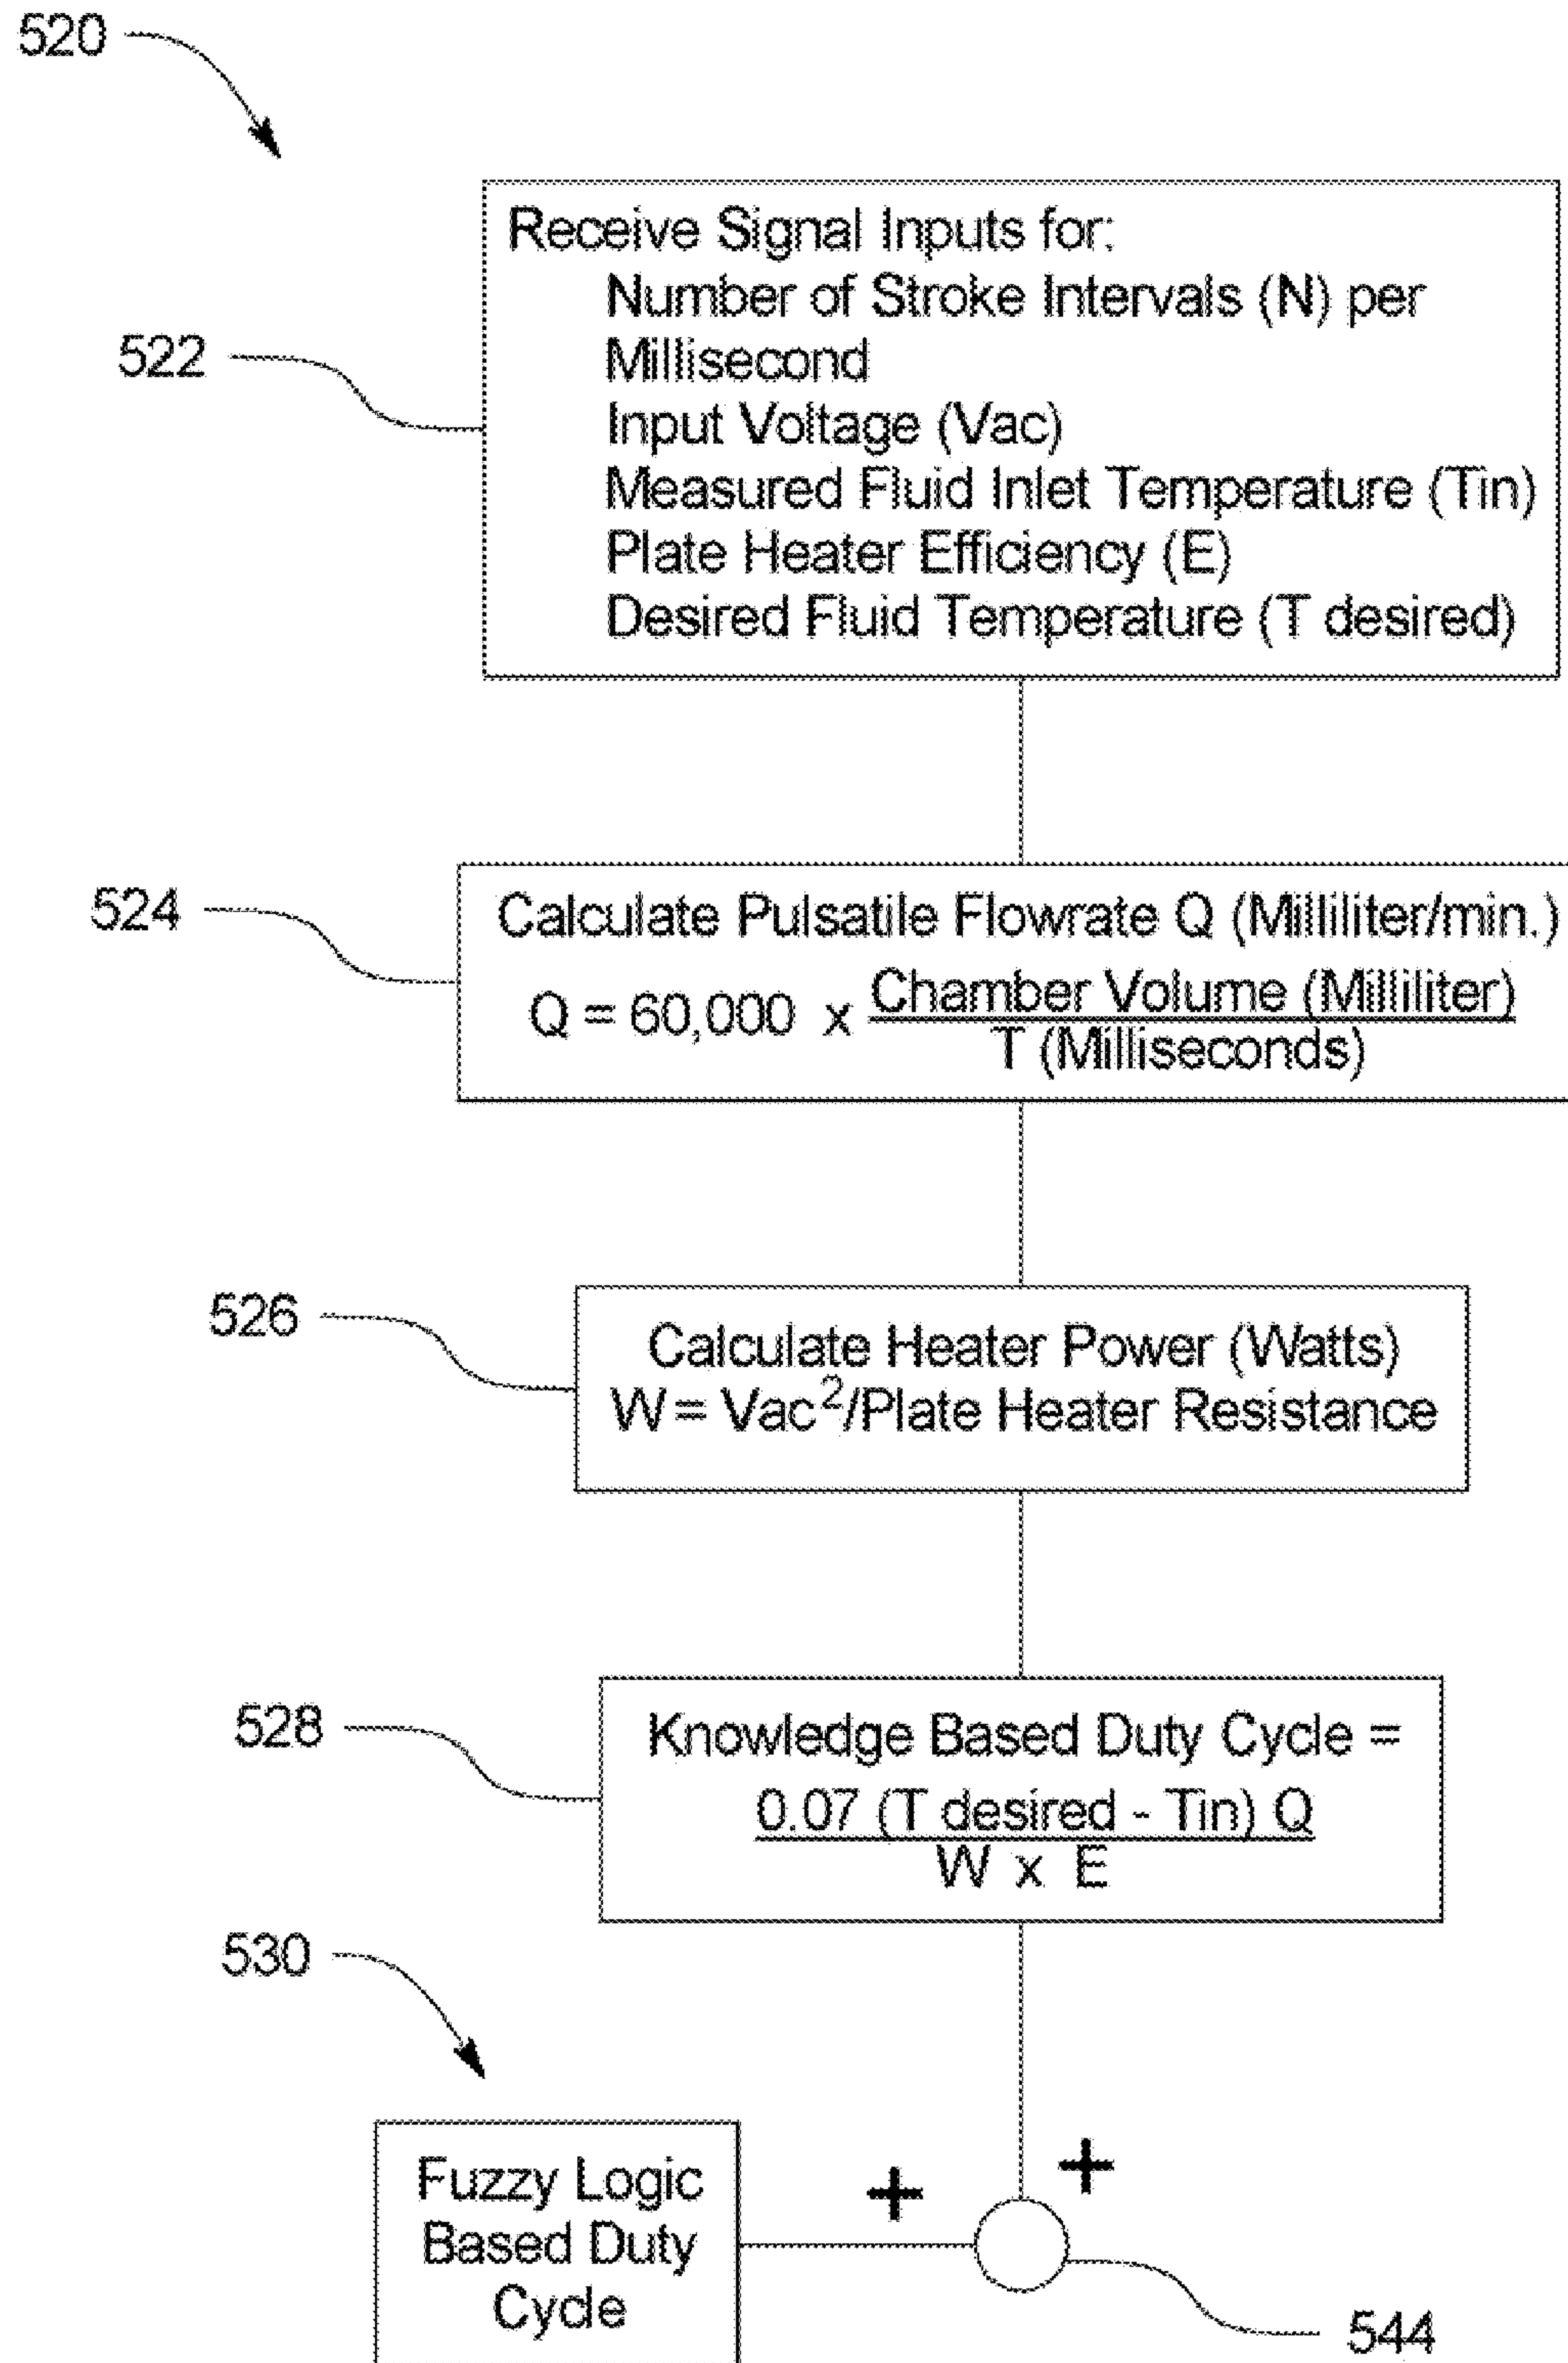 520
Receive Signal Inputs for:
Number of Stroke Intervals (N) per
Millisecond
522
Input Voltage (Vac)
Measured Fluid Inlet Temperature (Tin)
Plate Heater Efficiency (E)
Desired Fluid Temperature (T desired)
524
Calculate Pulsatile Flowrate Q (Milliliter/min.)
Q = 60,000 x Chamber Volume (Milliliter)
T (Milliseconds)
526
Calculate Heater Power (Watts)
W = Vac²/Plate Heater Resistance
528
Knowledge Based Duty Cycle =
0.07 (T desired - Tin) Q
W x E
530
Fuzzy Logic
Based Duty
Cycle
+
+
544